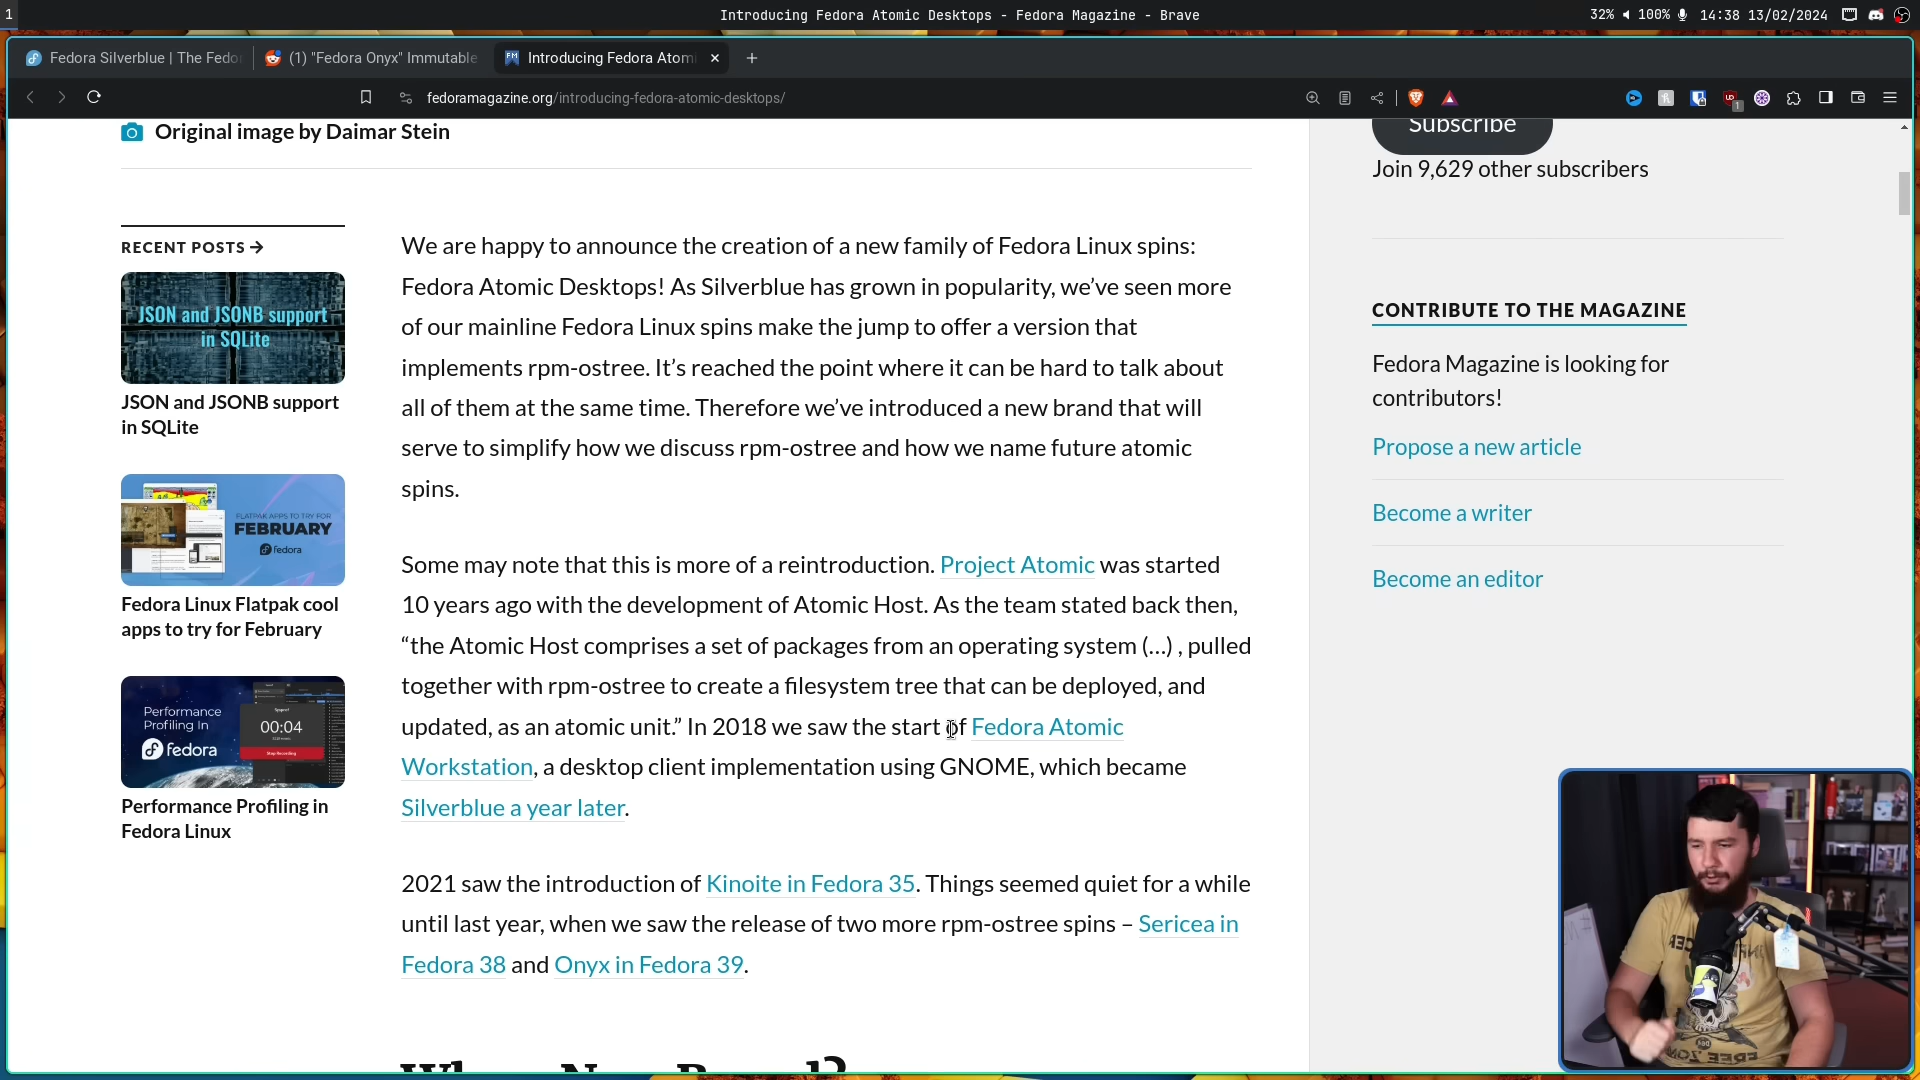 1
Introducing Fedora Atomic Desktops - Fedora Magazine - Brave
32% 100% 14:38 13/02/2024
Fedora Silverblue | The Fedo
(1) "Fedora Onyx" Immutable
Introducing Fedora Atom
fedoramagazine.org/introducing-fedora-atomic-desktops/
Original image by Daimar Stein
RECENT POSTS →
JSON and JSONB support
in SQLite
JSON and JSONB support
in SQLite
FLATPAK APPS TO TRY FOR
FEBRUARY
fedora
Fedora Linux Flatpak cool
apps to try for February
Performance
Profiling In
fedora
00:04
Stop Recording
Performance Profiling in
Fedora Linux
We are happy to announce the creation of a new family of Fedora Linux spins:
Fedora Atomic Desktops! As Silverblue has grown in popularity, we’ve seen more
of our mainline Fedora Linux spins make the jump to offer a version that
implements rpm-ostree. It’s reached the point where it can be hard to talk about
all of them at the same time. Therefore we’ve introduced a new brand that will
serve to simplify how we discuss rpm-ostree and how we name future atomic
spins.
Some may note that this is more of a reintroduction. Project Atomic was started
10 years ago with the development of Atomic Host. As the team stated back then,
“the Atomic Host comprises a set of packages from an operating system (…) , pulled
together with rpm-ostree to create a filesystem tree that can be deployed, and
updated, as an atomic unit.” In 2018 we saw the start of Fedora Atomic
Workstation, a desktop client implementation using GNOME, which became
Silverblue a year later.
2021 saw the introduction of Kinoite in Fedora 35. Things seemed quiet for a while
until last year, when we saw the release of two more rpm-ostree spins – Sericea in
Fedora 38 and Onyx in Fedora 39.
Subscribe
Join 9,629 other subscribers
CONTRIBUTE TO THE MAGAZINE
Fedora Magazine is looking for
contributors!
Propose a new article
Become a writer
Become an editor